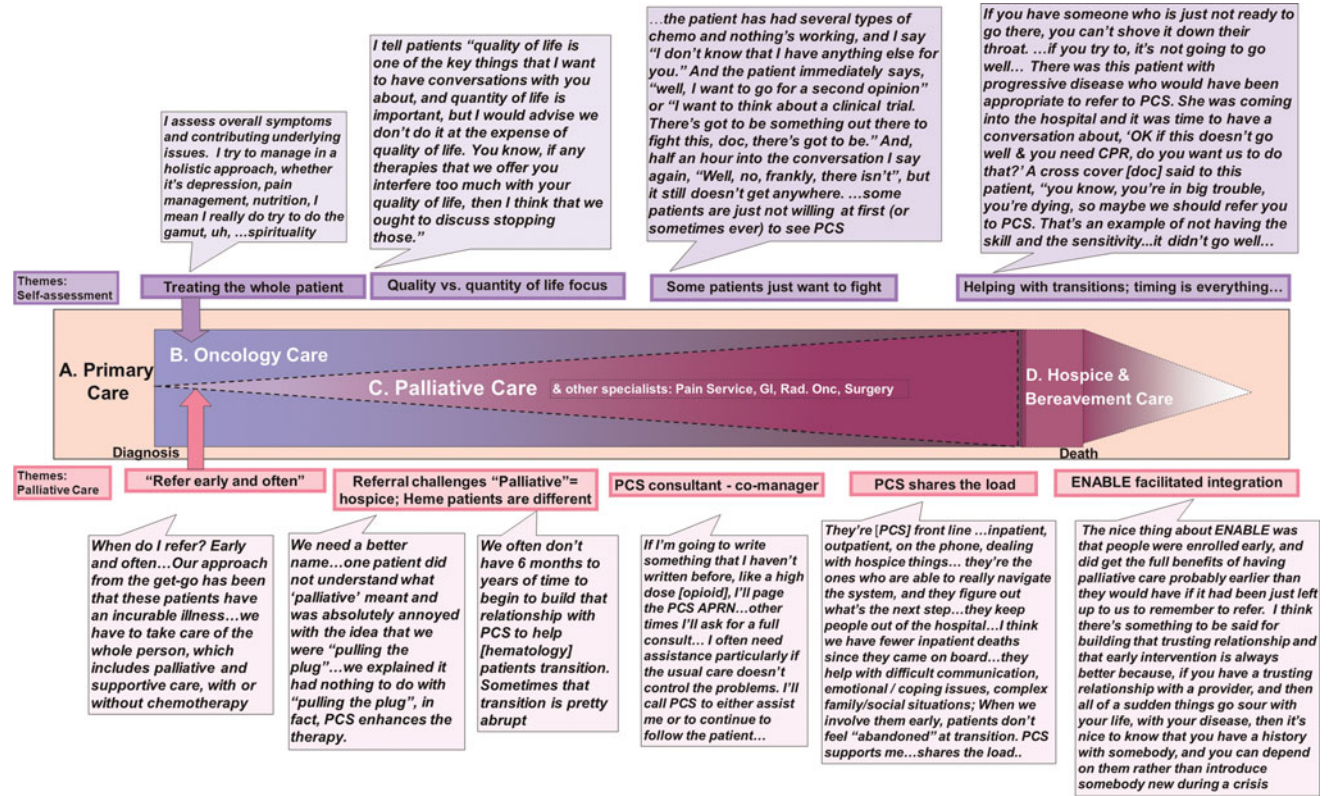 I assess overall symptoms
and contributing underlying
issues.  I try to manage in a
holistic approach, whether
it's depression, pain
management, nutrition, I
mean I really do try to do the
gamut, uh, …spirituality
I tell patients "quality of life is
one of the key things that I want
to have conversations with you
about, and quantity of life is
important, but I would advise we
don't do it at the expense of
quality of life. You know, if any
therapies that we offer you
interfere too much with your
quality of life, then I think that we
ought to discuss stopping
those."
…the patient has had several types of
chemo and nothing's working, and I say
"I don't know that I have anything else for
you." And the patient immediately says,
"well, I want to go for a second opinion"
or "I want to think about a clinical trial.
There's got to be something out there to
fight this, doc, there's got to be." And,
half an hour into the conversation I say
again, "Well, no, frankly, there isn't", but
it still doesn't get anywhere. …some
patients are just not willing at first (or
sometimes ever) to see PCS
If you have someone who is just not ready to
go there, you can't shove it down their
throat. …if you try to, it's not going to go
well… There was this patient with
progressive disease who would have been
appropriate to refer to PCS. She was coming
into the hospital and it was time to have a
conversation about, 'OK if this doesn't go
well & you need CPR, do you want us to do
that?' A cross cover [doc] said to this
patient, "you know, you're in big trouble,
you're dying, so maybe we should refer you
to PCS. That's an example of not having the
skill and the sensitivity...it didn't go well…
Themes:
Self-assessment
Treating the whole patient
Quality vs. quantity of life focus
Some patients just want to fight
Helping with transitions; timing is everything…
A. Primary
Care
B. Oncology Care
C. Palliative Care
& other specialists: Pain Service, GI, Rad. Onc, Surgery
D. Hospice &
Bereavement Care
Diagnosis
Death
Themes:
Palliative Care
"Refer early and often"
Referral challenges "Palliative"=
hospice; Heme patients are different
PCS consultant - co-manager
PCS shares the load
ENABLE facilitated integration
When do I refer? Early
and often…Our approach
from the get-go has been
that these patients have
an incurable illness…we
have to take care of the
whole person, which
includes palliative and
supportive care, with or
without chemotherapy
We need a better
name…one patient did
not understand what
'palliative' meant and
was absolutely annoyed
with the idea that we
were "pulling the
plug"…we explained it
had nothing to do with
"pulling the plug", in
fact, PCS enhances the
therapy.
We often don't
have 6 months to
years of time to
begin to build that
relationship with
PCS to help
[hematology]
patients transition.
Sometimes that
transition is pretty
abrupt
If I'm going to write
something that I haven't
written before, like a high
dose [opioid], I'll page
the PCS APRN…other
times I'll ask for a full
consult… I often need
assistance particularly if
the usual care doesn't
control the problems. I'll
call PCS to either assist
me or to continue to
follow the patient…
They're [PCS] front line …inpatient,
outpatient, on the phone, dealing
with hospice things… they're the
ones who are able to really navigate
the system, and they figure out
what's the next step…they keep
people out of the hospital…I think
we have fewer inpatient deaths
since they came on board…they
help with difficult communication,
emotional / coping issues, complex
family/social situations; When we
involve them early, patients don't
feel "abandoned" at transition. PCS
supports me…shares the load..
The nice thing about ENABLE was
that people were enrolled early, and
did get the full benefits of having
palliative care probably earlier than
they would have if it had been just left
up to us to remember to refer.  I think
there's something to be said for
building that trusting relationship and
that early intervention is always
better because, if you have a trusting
relationship with a provider, and then
all of a sudden things go sour with
your life, with your disease, then it's
nice to know that you have a history
with somebody, and you can depend
on them rather than introduce
somebody new during a crisis